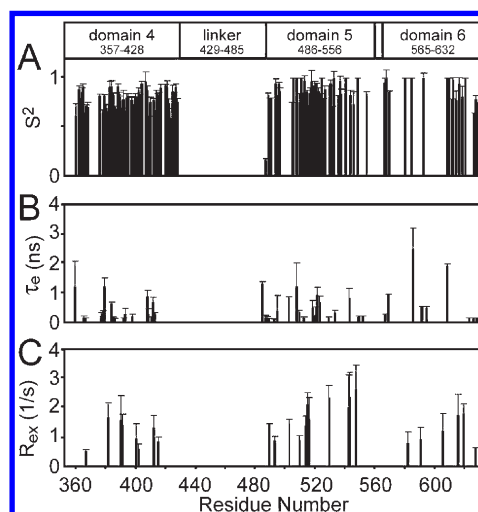 domain 4 linker domain 5 domain 6
357-428 429-485 486-556 565-632
A
1
S²
0
B
4
3
τe (ns)
2
1
0
C
4
3
Rex (1/s)
2
1
0
360 400 440 480 520 560 600
Residue Number